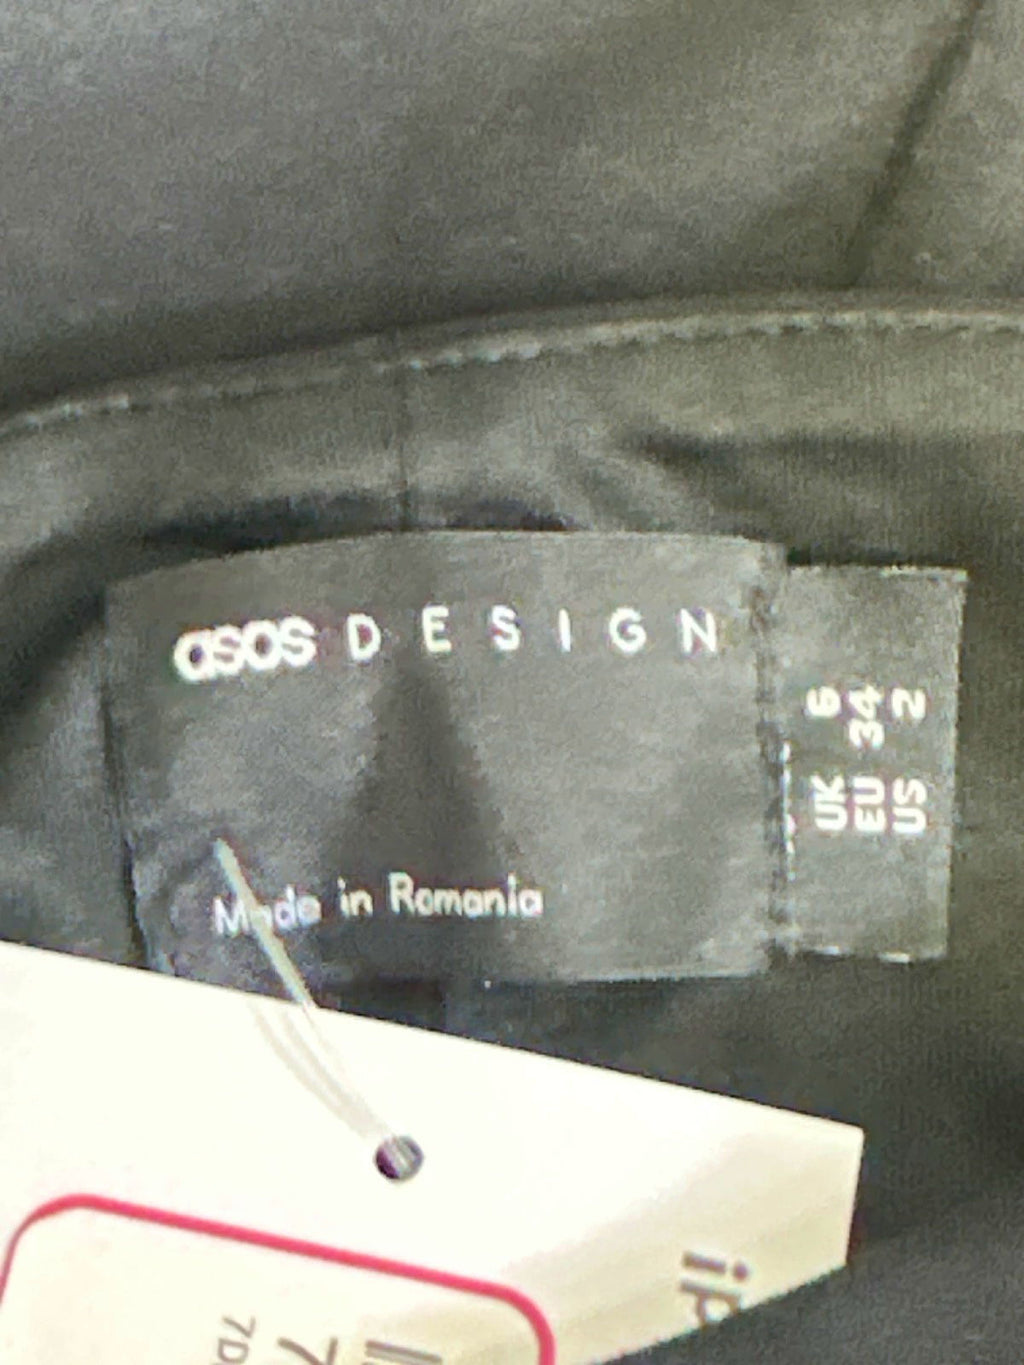 asos DESIGN
Made in Romania
UK 6
EU 34
US 2